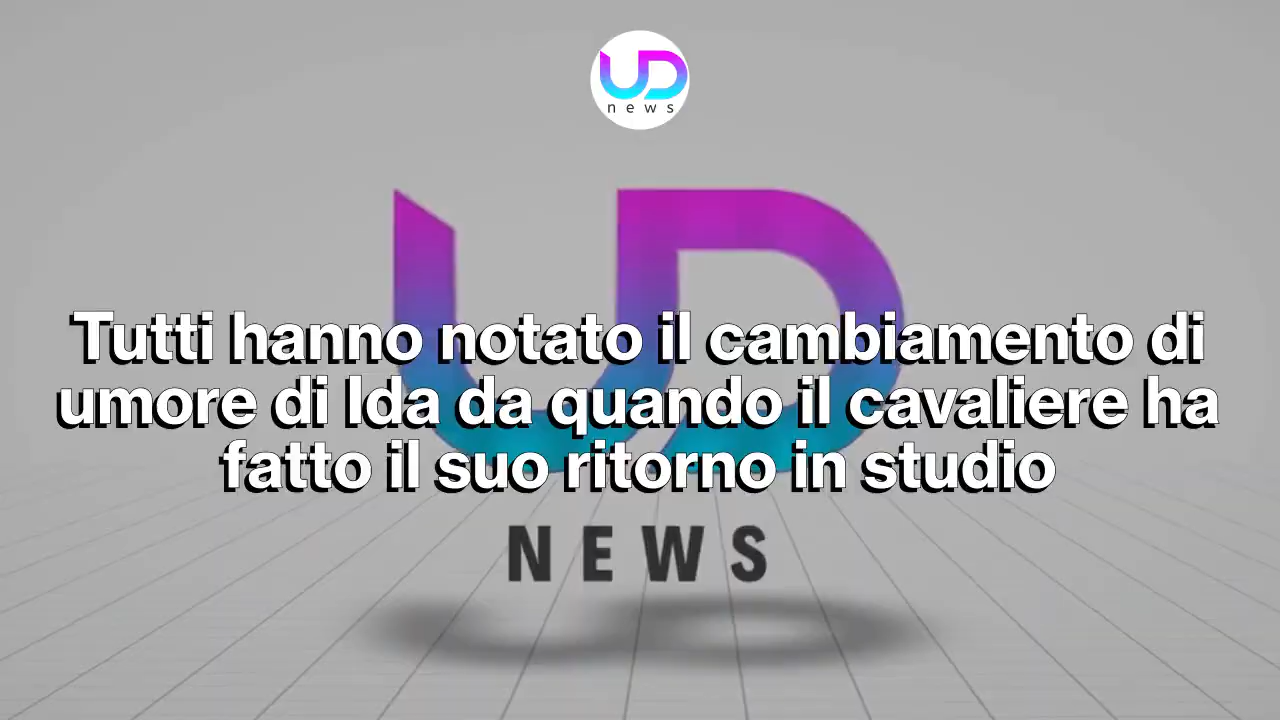 UD
news
UD
Tutti hanno notato il cambiamento di
umore di Ida da quando il cavaliere ha
fatto il suo ritorno in studio
NEWS